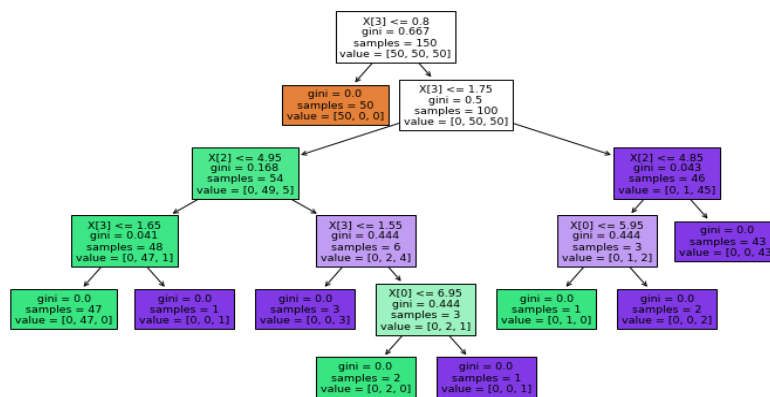 X[3] <= 0.8
gini = 0.667
samples = 150
value = [50, 50, 50]
gini = 0.0
samples = 50
value = [50, 0, 0]
X[3] <= 1.75
gini = 0.5
samples = 100
value = [0, 50, 50]
X[2] <= 4.95
gini = 0.168
samples = 54
value = [0, 49, 5]
X[2] <= 4.85
gini = 0.043
samples = 46
value = [0, 1, 45]
X[3] <= 1.65
gini = 0.041
samples = 48
value = [0, 47, 1]
X[3] <= 1.55
gini = 0.444
samples = 6
value = [0, 2, 4]
X[0] <= 5.95
gini = 0.444
samples = 3
value = [0, 1, 2]
gini = 0.0
samples = 43
value = [0, 0, 43]
gini = 0.0
samples = 47
value = [0, 47, 0]
gini = 0.0
samples = 1
value = [0, 0, 1]
gini = 0.0
samples = 3
value = [0, 0, 3]
X[0] <= 6.95
gini = 0.444
samples = 3
value = [0, 2, 1]
gini = 0.0
samples = 1
value = [0, 1, 0]
gini = 0.0
samples = 2
value = [0, 0, 2]
gini = 0.0
samples = 2
value = [0, 2, 0]
gini = 0.0
samples = 1
value = [0, 0, 1]